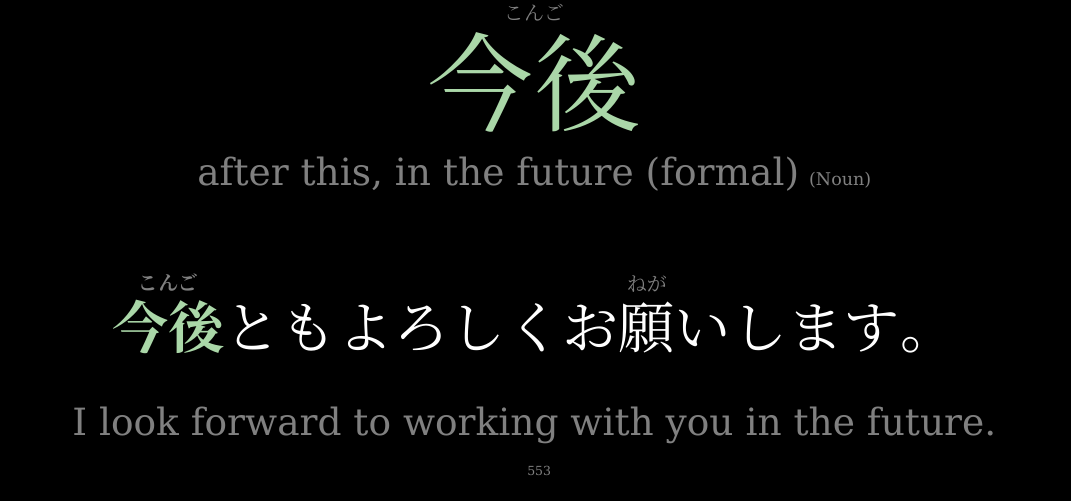 こんご
今後
after this, in the future (formal) (Noun)
こんご ねが
今後ともよろしくお願いします。
I look forward to working with you in the future.
553